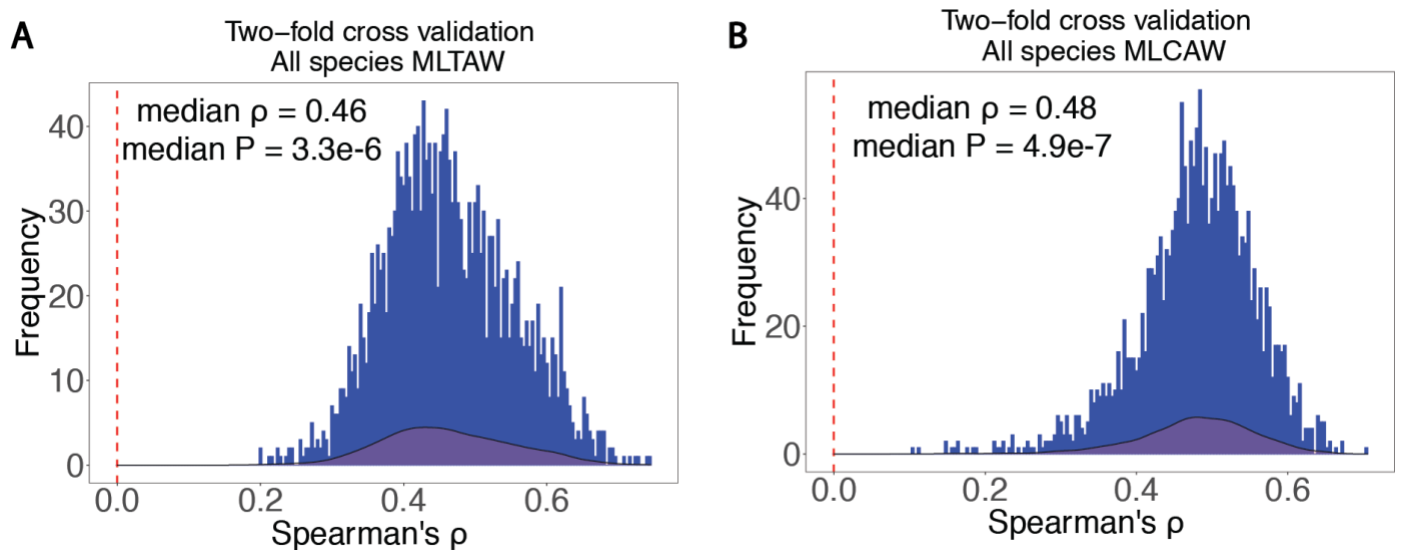 A
Two–fold cross validation
All species MLTAW
median ρ = 0.46
median P = 3.3e-6
Frequency
40
30
20
10
0
0.0
0.2
0.4
0.6
Spearman's ρ
B
Two–fold cross validation
All species MLCAW
median ρ = 0.48
median P = 4.9e-7
Frequency
40
20
0
0.0
0.2
0.4
0.6
Spearman's ρ